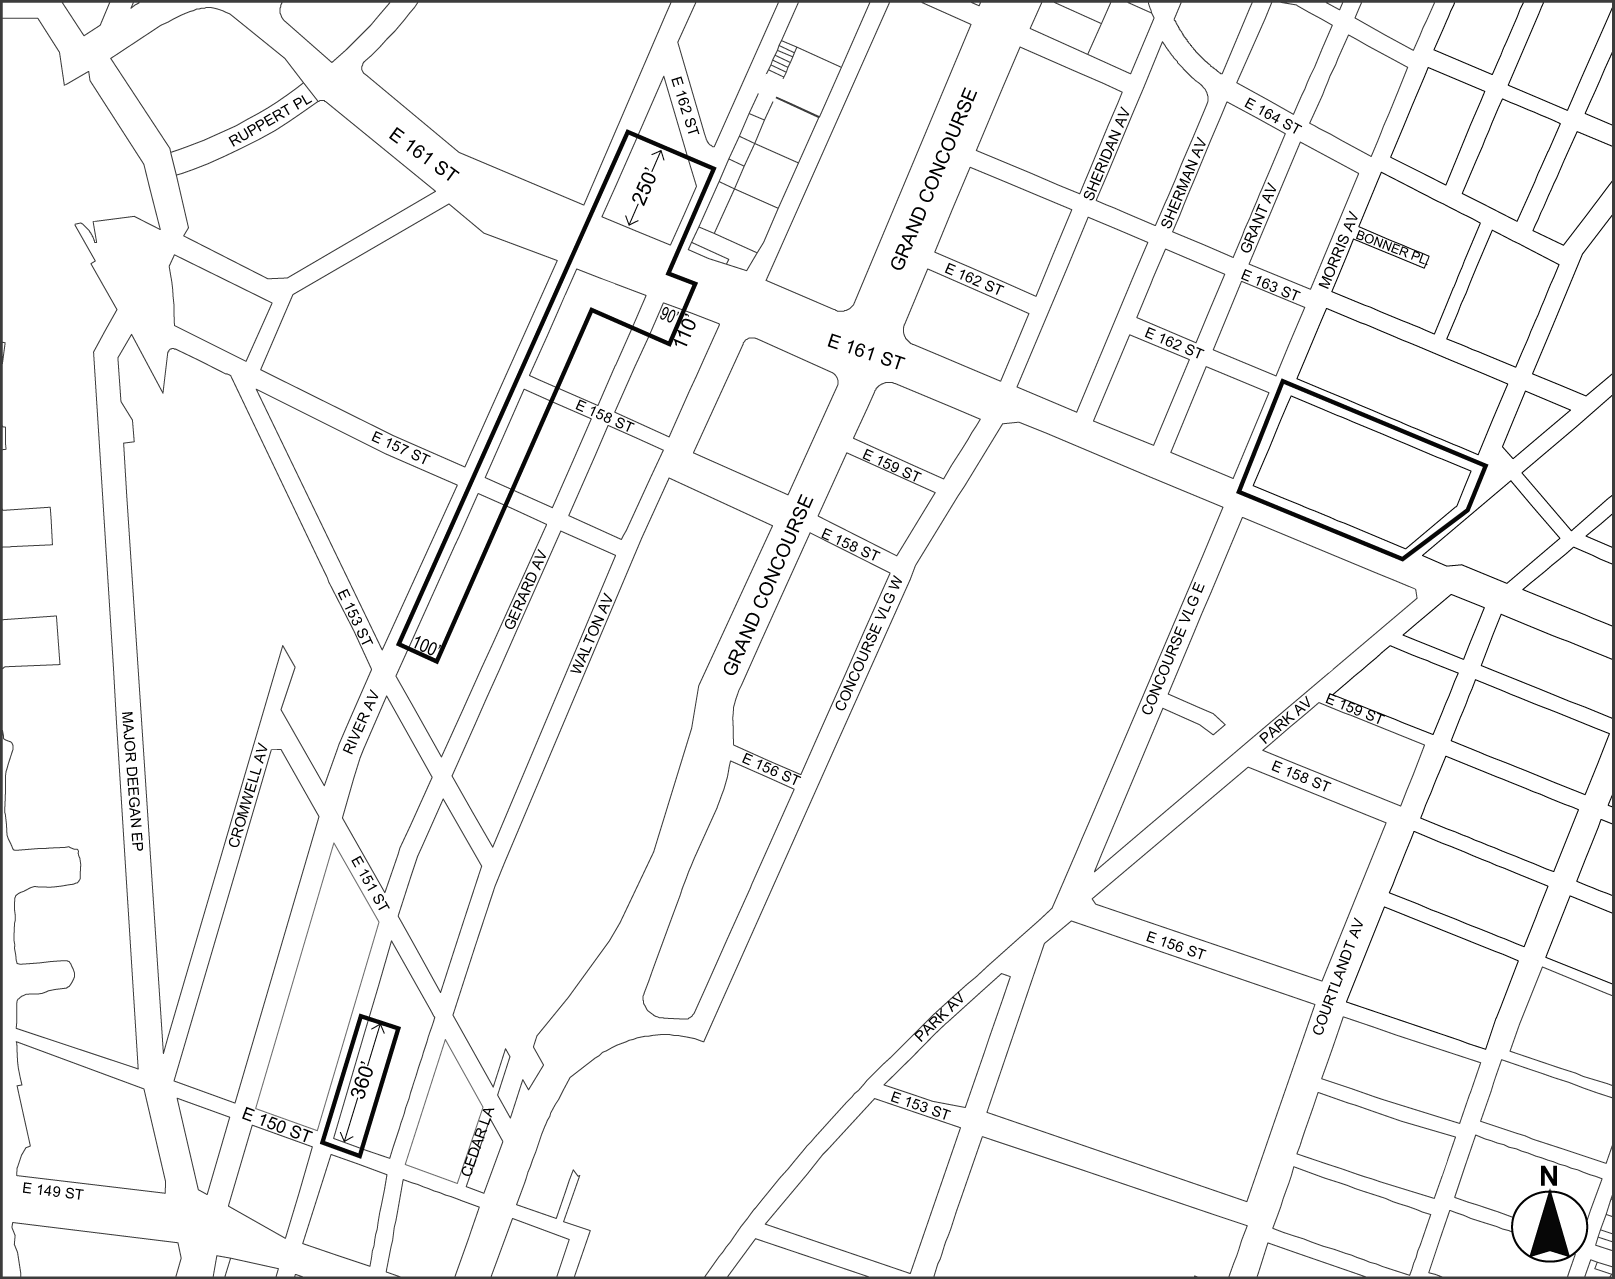 RUPPERT PL
E 161 ST
E 162 ST
GRAND CONCOURSE
SHERIDAN AV
SHERMAN AV
E 164 ST
GRANT AV
MORRIS AV
BONNER PL
250'
E 162 ST
E 163 ST
90'
110'
E 161 ST
E 162 ST
E 158 ST
E 157 ST
E 159 ST
E 158 ST
GRAND CONCOURSE
GERARD AV
E 153 ST
100'
WALTON AV
CONCOURSE VLG W
CONCOURSE VLG E
RIVER AV
MAJOR DEEGAN EP
CROMWELL AV
E 156 ST
PARK AV
E 159 ST
E 158 ST
E 151 ST
E 156 ST
COURTLANDT AV
PARK AV
360'
E 150 ST
CEDAR LA
E 153 ST
E 149 ST
N